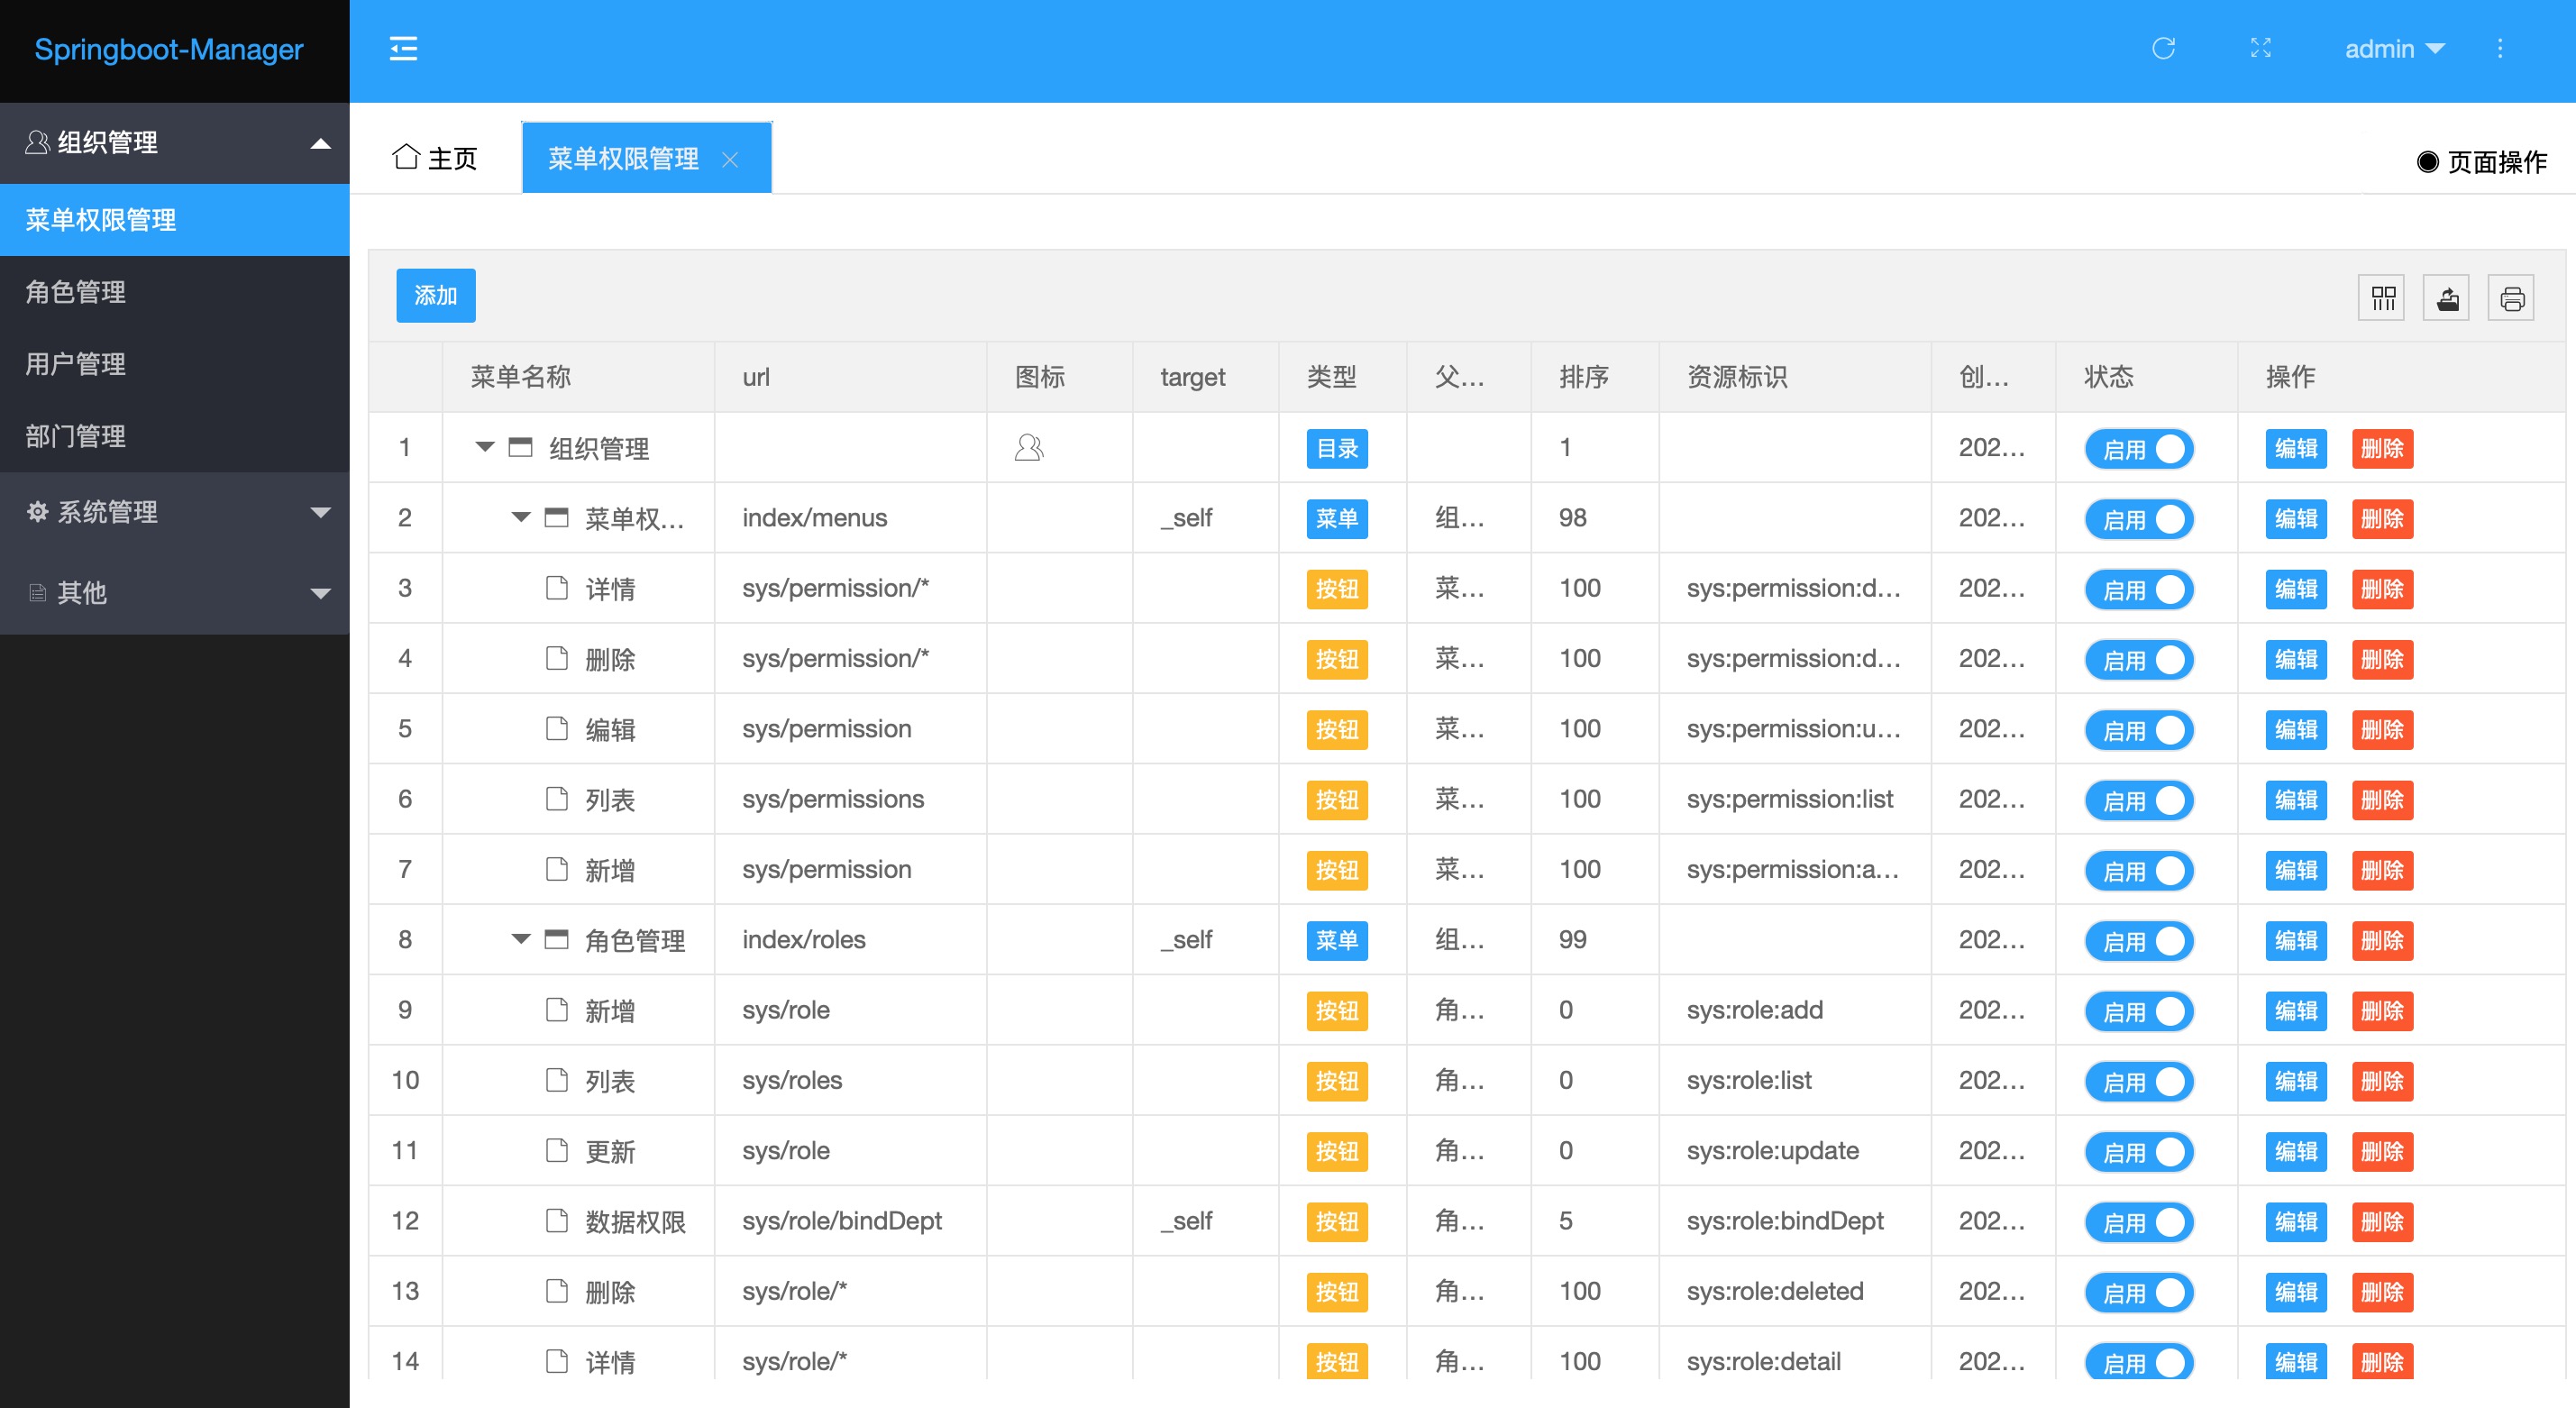 Springboot-Manager
admin
组织管理
菜单权限管理
角色管理
用户管理
部门管理
系统管理
其他
主页 菜单权限管理 页面操作
添加
菜单名称 url 图标 target 类型 父... 排序 资源标识 创... 状态 操作
1 组织管理 目录 1 202... 启用 编辑 删除
2 菜单权... index/menus _self 菜单 组... 98 202... 启用 编辑 删除
3 详情 sys/permission/* 按钮 菜... 100 sys:permission:d... 202... 启用 编辑 删除
4 删除 sys/permission/* 按钮 菜... 100 sys:permission:d... 202... 启用 编辑 删除
5 编辑 sys/permission 按钮 菜... 100 sys:permission:u... 202... 启用 编辑 删除
6 列表 sys/permissions 按钮 菜... 100 sys:permission:list 202... 启用 编辑 删除
7 新增 sys/permission 按钮 菜... 100 sys:permission:a... 202... 启用 编辑 删除
8 角色管理 index/roles _self 菜单 组... 99 202... 启用 编辑 删除
9 新增 sys/role 按钮 角... 0 sys:role:add 202... 启用 编辑 删除
10 列表 sys/roles 按钮 角... 0 sys:role:list 202... 启用 编辑 删除
11 更新 sys/role 按钮 角... 0 sys:role:update 202... 启用 编辑 删除
12 数据权限 sys/role/bindDept _self 按钮 角... 5 sys:role:bindDept 202... 启用 编辑 删除
13 删除 sys/role/* 按钮 角... 100 sys:role:deleted 202... 启用 编辑 删除
14 详情 sys/role/* 按钮 角... 100 sys:role:detail 202... 启用 编辑 删除